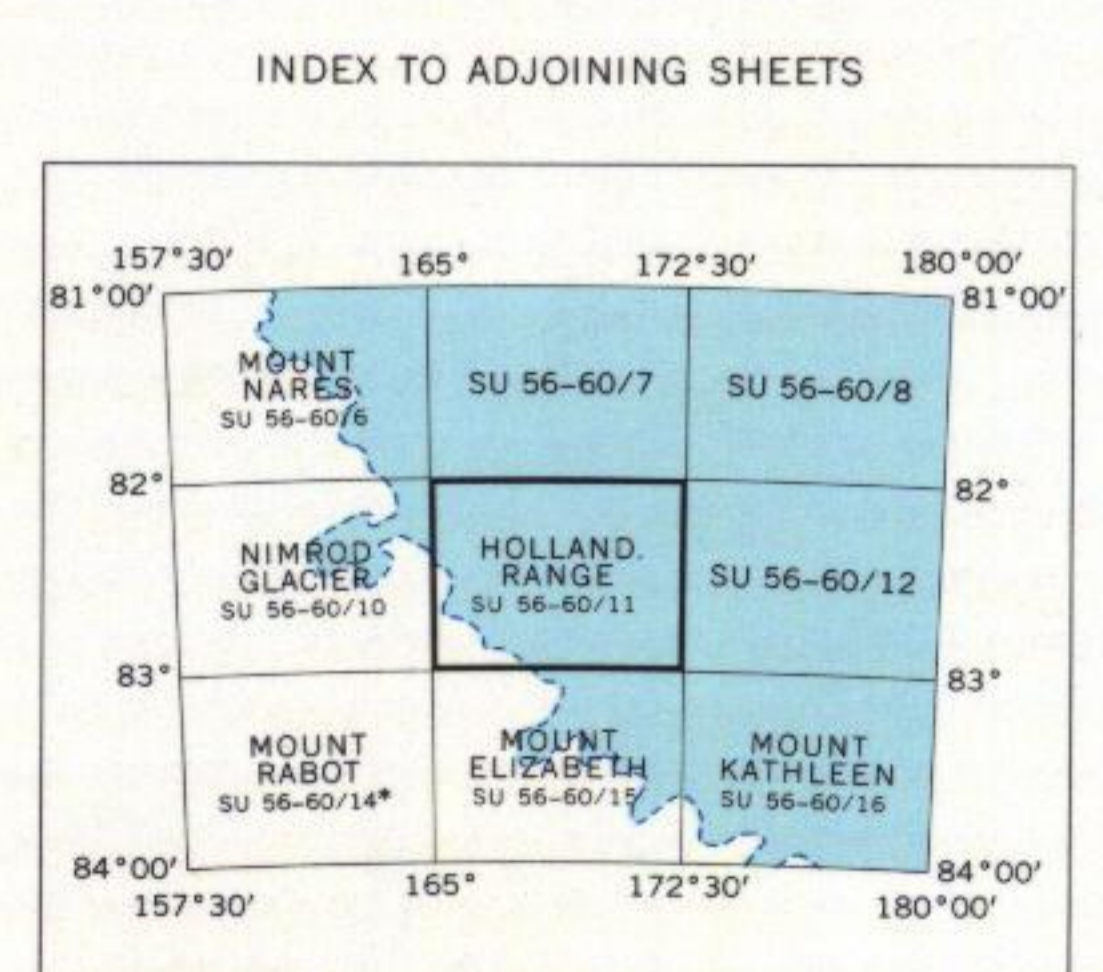 INDEX TO ADJOINING SHEETS
157°30′ 165° 172°30′ 180°00′
81°00′ 81°00′
MOUNT
NARES
SU 56–60/6
SU 56–60/7
SU 56–60/8
82° 82°
NIMROD
GLACIER
SU 56–60/10
HOLLAND
RANGE
SU 56–60/11
SU 56–60/12
83° 83°
MOUNT
RABOT
SU 56–60/14*
MOUNT
ELIZABETH
SU 56–60/15
MOUNT
KATHLEEN
SU 56–60/16
84°00′ 84°00′
157°30′ 165° 172°30′ 180°00′